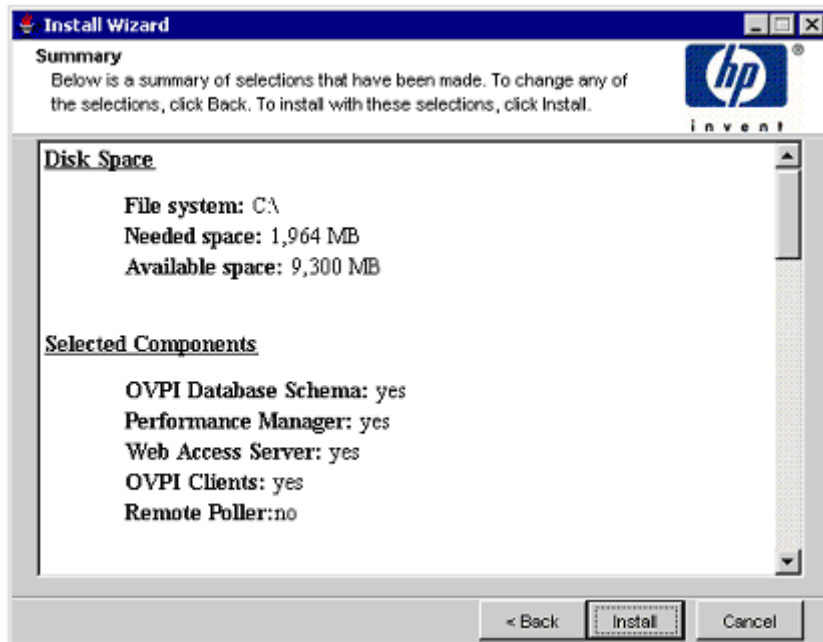 Install Wizard
Summary
Below is a summary of selections that have been made. To change any of
the selections, click Back. To install with these selections, click Install.
hp
®
invent
Disk Space
File system: C:\
Needed space: 1,964 MB
Available space: 9,300 MB
Selected Components
OVPI Database Schema: yes
Performance Manager: yes
Web Access Server: yes
OVPI Clients: yes
Remote Poller:no
< Back Install Cancel